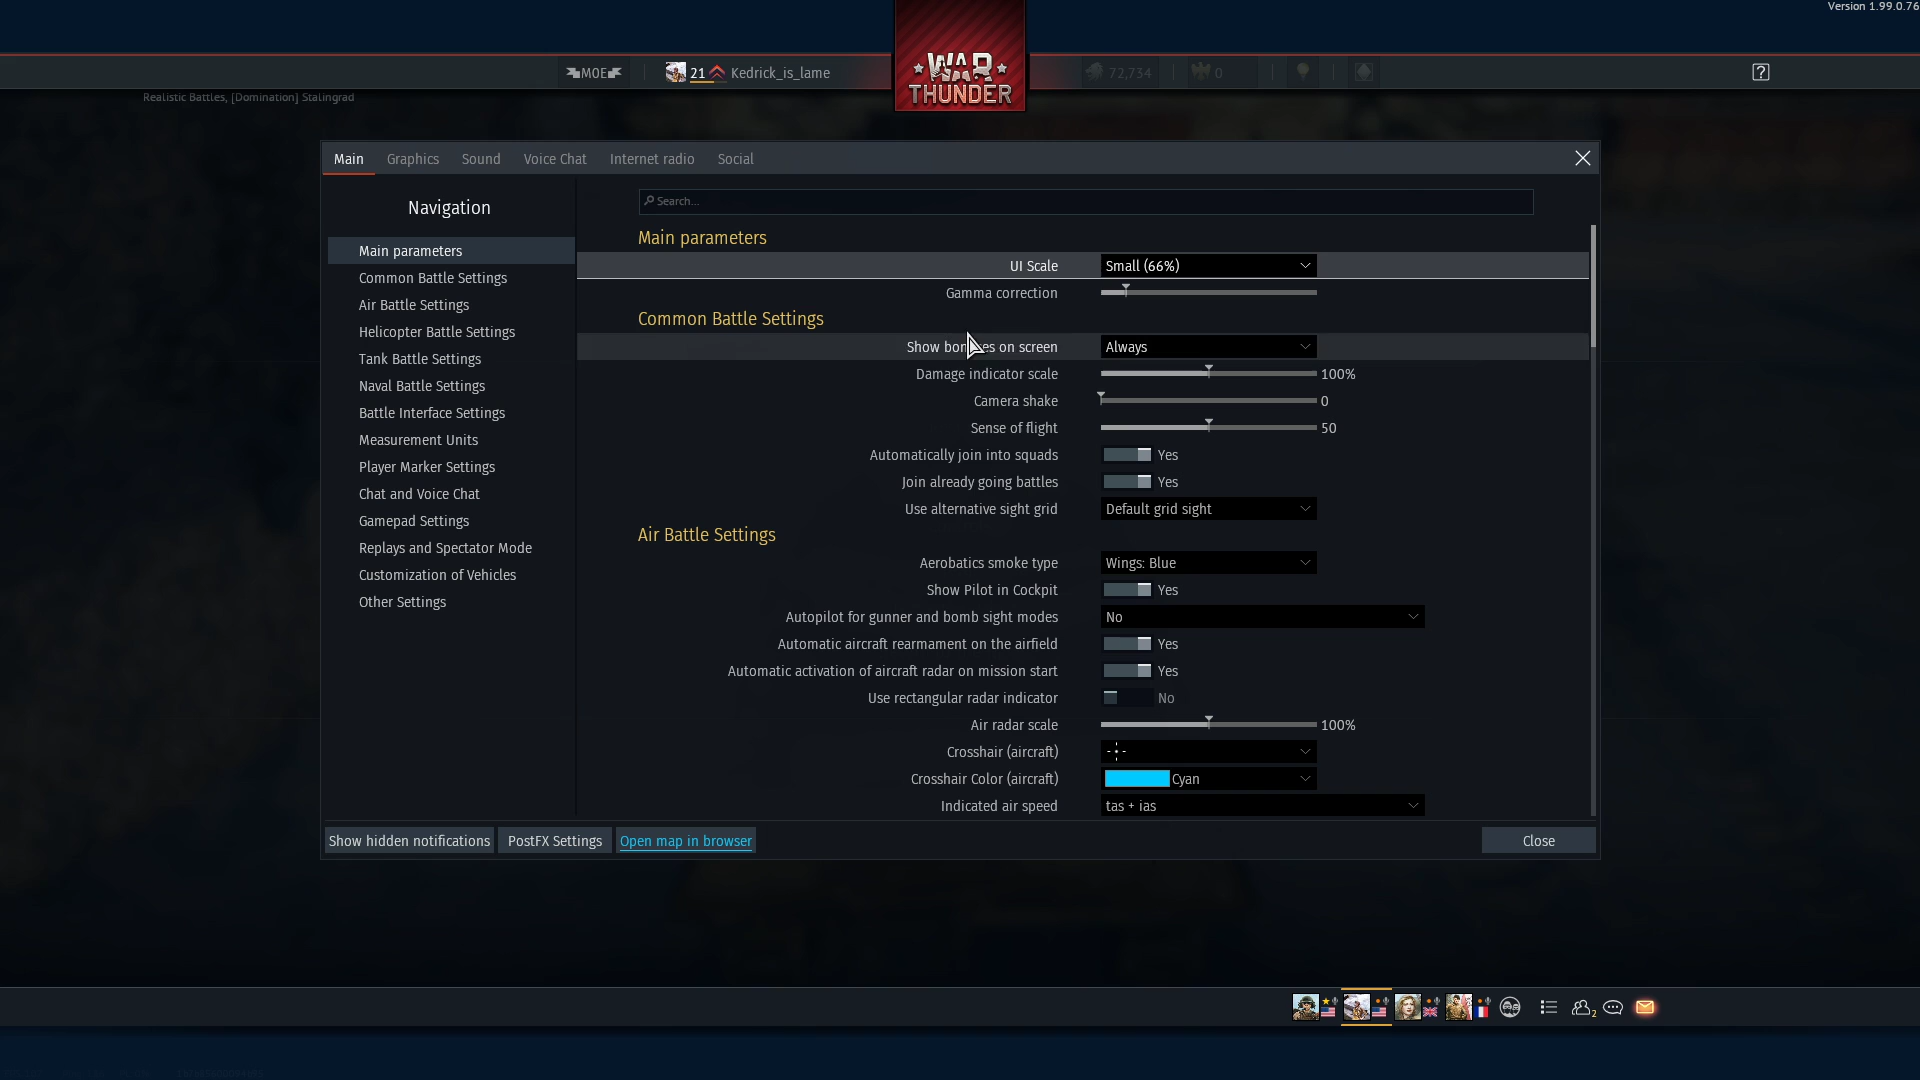 Version 1.99.0.76
MOE
21 Kedrick_is_lame
WAR
THUNDER
72,734
0
?
Realistic Battles, [Domination] Stalingrad
Main Graphics Sound Voice Chat Internet radio Social
Navigation
Search...
Main parameters
Common Battle Settings
Air Battle Settings
Helicopter Battle Settings
Tank Battle Settings
Naval Battle Settings
Battle Interface Settings
Measurement Units
Player Marker Settings
Chat and Voice Chat
Gamepad Settings
Replays and Spectator Mode
Customization of Vehicles
Other Settings
Main parameters
UI Scale Small (66%)
Gamma correction
Common Battle Settings
Show bonuses on screen Always
Damage indicator scale 100%
Camera shake 0
Sense of flight 50
Automatically join into squads Yes
Join already going battles Yes
Use alternative sight grid Default grid sight
Air Battle Settings
Aerobatics smoke type Wings: Blue
Show Pilot in Cockpit Yes
Autopilot for gunner and bomb sight modes No
Automatic aircraft rearmament on the airfield Yes
Automatic activation of aircraft radar on mission start Yes
Use rectangular radar indicator No
Air radar scale 100%
Crosshair (aircraft)
Crosshair Color (aircraft) Cyan
Indicated air speed tas + ias
Show hidden notifications PostFX Settings Open map in browser Close
2